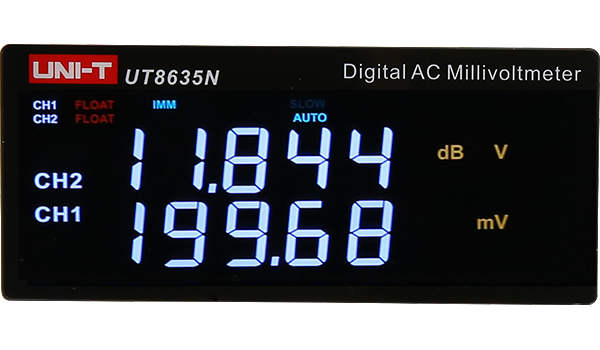 UNI-T UT8635N Digital AC Millivoltmeter
CH1 FLOAT IMM SLOW
CH2 FLOAT AUTO
CH2 11.844 dB V
CH1 199.68 mV